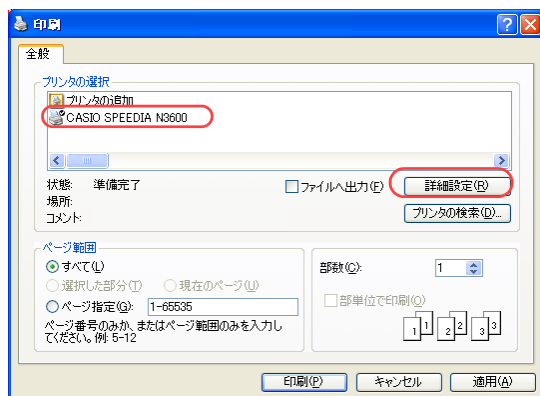 印刷
全般
プリンタの選択
プリンタの追加
CASIO SPEEDIA N3600
状態: 準備完了
場所:
コメント:
ファイルへ出力(F)
詳細設定(R)
プリンタの検索(D)...
ページ範囲
すべて(L)
選択した部分(T) 現在のページ(U)
ページ指定(G): 1-65535
ページ番号のみか、またはページ範囲のみを入力し
てください。例: 5-12
部数(C): 1
部単位で印刷(O)
1 1 2 2 3 3
印刷(P) キャンセル 適用(A)